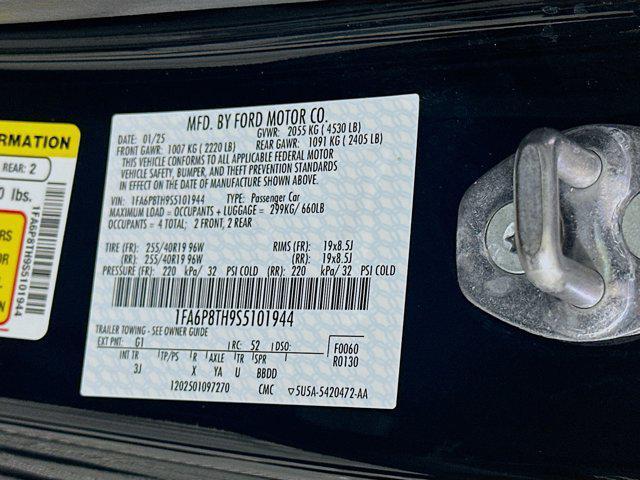 MFD. BY FORD MOTOR CO.
DATE: 01/25 GVWR: 2055 KG ( 4530 LB)
FRONT GAWR: 1007 KG ( 2220 LB) REAR GAWR: 1091 KG ( 2405 LB)
THIS VEHICLE CONFORMS TO ALL APPLICABLE FEDERAL MOTOR
VEHICLE SAFETY, BUMPER, AND THEFT PREVENTION STANDARDS
IN EFFECT ON THE DATE OF MANUFACTURE SHOWN ABOVE.
VIN: 1FA6P8TH9S5101944 TYPE: Passenger Car
MAXIMUM LOAD = OCCUPANTS + LUGGAGE = 299KG/ 660LB
OCCUPANTS = 4 TOTAL: 2 FRONT, 2 REAR
TIRE (FR): 255/40R19 96W RIMS (FR): 19x8.5J
(RR): 255/40R19 96W (RR): 19x8.5J
PRESSURE (FR): 220 kPa/ 32 PSI COLD (RR): 220 kPa/ 32 PSI COLD
1FA6P8TH9S5101944
TRAILER TOWING - SEE OWNER GUIDE
EXT PNT: G1 RC: 52 DSO: F0060
R0130
INT TR TP/PS R AXLE TR SPR
3J X YA U BBDD
1202501097270 CMC 5U5A-5420472-AA
ORMATION
REAR: 2
0 lbs.
1FA6P8TH9S5101944